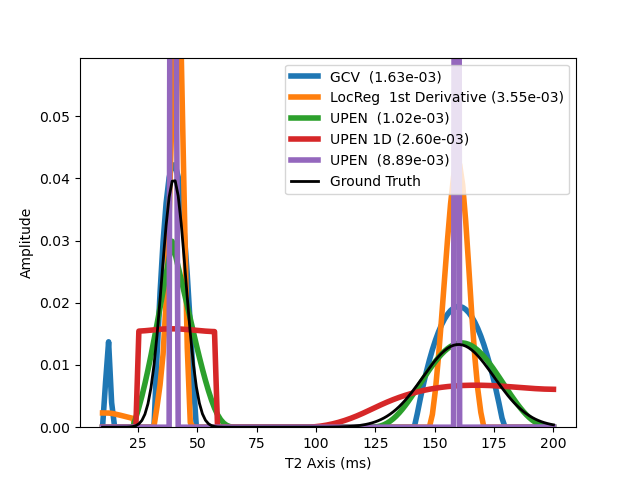 GCV (1.63e-03)
LocReg 1st Derivative (3.55e-03)
UPEN (1.02e-03)
UPEN 1D (2.60e-03)
UPEN (8.89e-03)
Ground Truth
Amplitude
0.05
0.04
0.03
0.02
0.01
0.00
25 50 75 100 125 150 175 200
T2 Axis (ms)